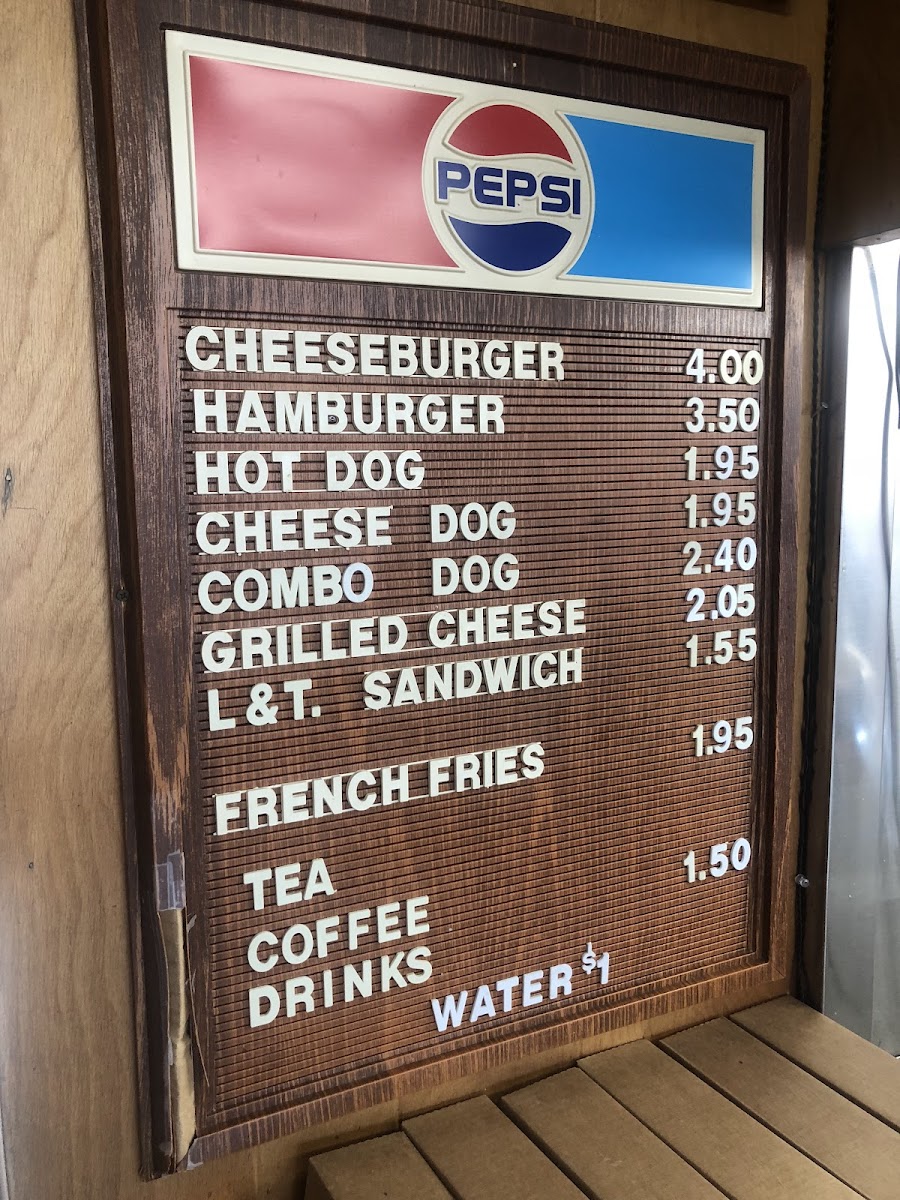 PEPSI
CHEESEBURGER 4.00
HAMBURGER 3.50
HOT DOG 1.95
CHEESE DOG 1.95
COMBO DOG 2.40
GRILLED CHEESE 2.05
L&T. SANDWICH 1.55
FRENCH FRIES 1.95
TEA 1.50
COFFEE
DRINKS
WATER $1